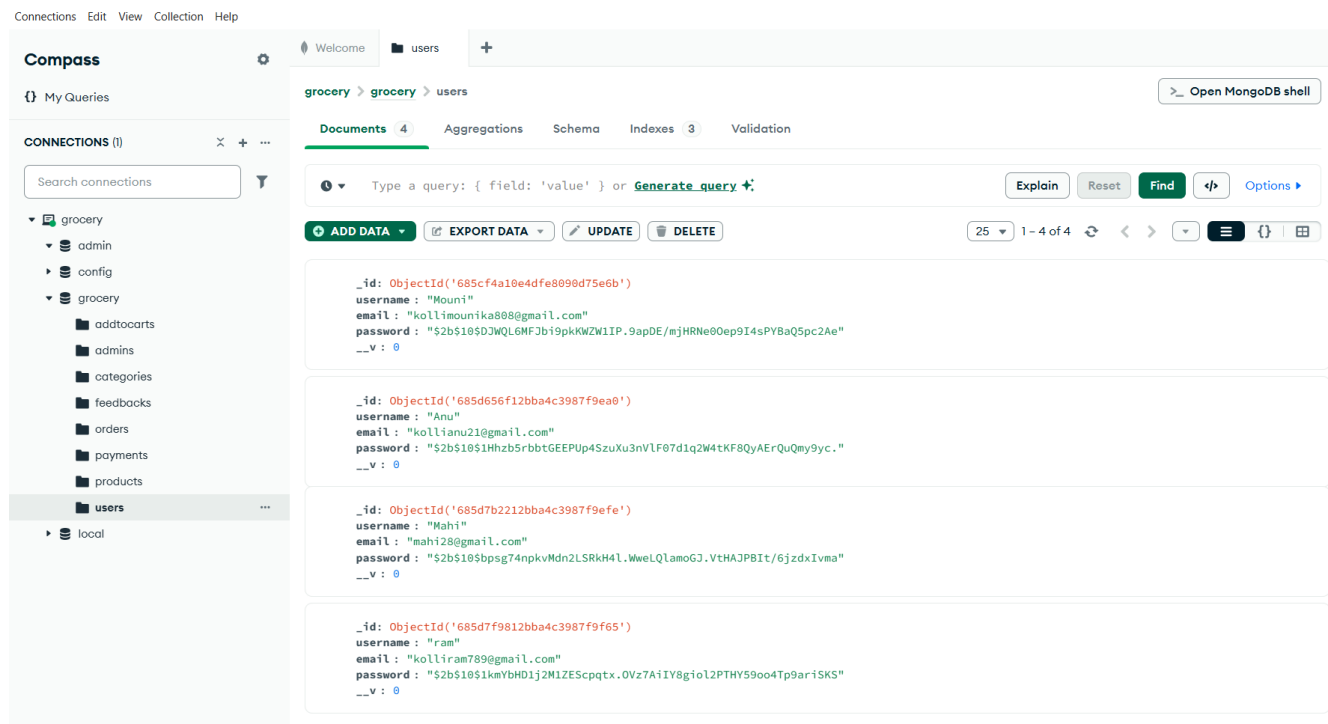 Connections Edit View Collection Help
Compass
My Queries
CONNECTIONS (1)
Search connections
grocery
admin
config
grocery
addtocarts
admins
categories
feedbacks
orders
payments
products
users
local
Welcome
users
grocery > grocery > users
>_ Open MongoDB shell
Documents 4 Aggregations Schema Indexes 3 Validation
Type a query: { field: 'value' } or Generate query
Explain Reset Find </> Options
ADD DATA EXPORT DATA UPDATE DELETE
25 1 – 4 of 4 {}
_id: ObjectId('685cf4a10e4dfe8090d75e6b')
username : "Mouni"
email : "kollimounika808@gmail.com"
password : "$2b$10$DJWQL6MFJbi9pkKWZW1IP.9apDE/mjHRNe0Oep9I4sPYBaQ5pc2Ae"
__v : 0
_id: ObjectId('685d656f12bba4c3987f9ea0')
username : "Anu"
email : "kollianu21@gmail.com"
password : "$2b$10$1Hhzb5rbbtGEEPUp4SzuXu3nVlF07d1q2W4tKF8QyAErQuQmy9yc."
__v : 0
_id: ObjectId('685d7b2212bba4c3987f9efe')
username : "Mahi"
email : "mahi28@gmail.com"
password : "$2b$10$bpsg74npkvMdn2LSRkH4l.WweLQlamoGJ.VtHAJPBIt/6jzdxIvma"
__v : 0
_id: ObjectId('685d7f9812bba4c3987f9f65')
username : "ram"
email : "kolliram789@gmail.com"
password : "$2b$10$1kmYbHD1j2M1ZEScpqtx.OVz7AiIY8giol2PTHY59oo4Tp9ariSKS"
__v : 0